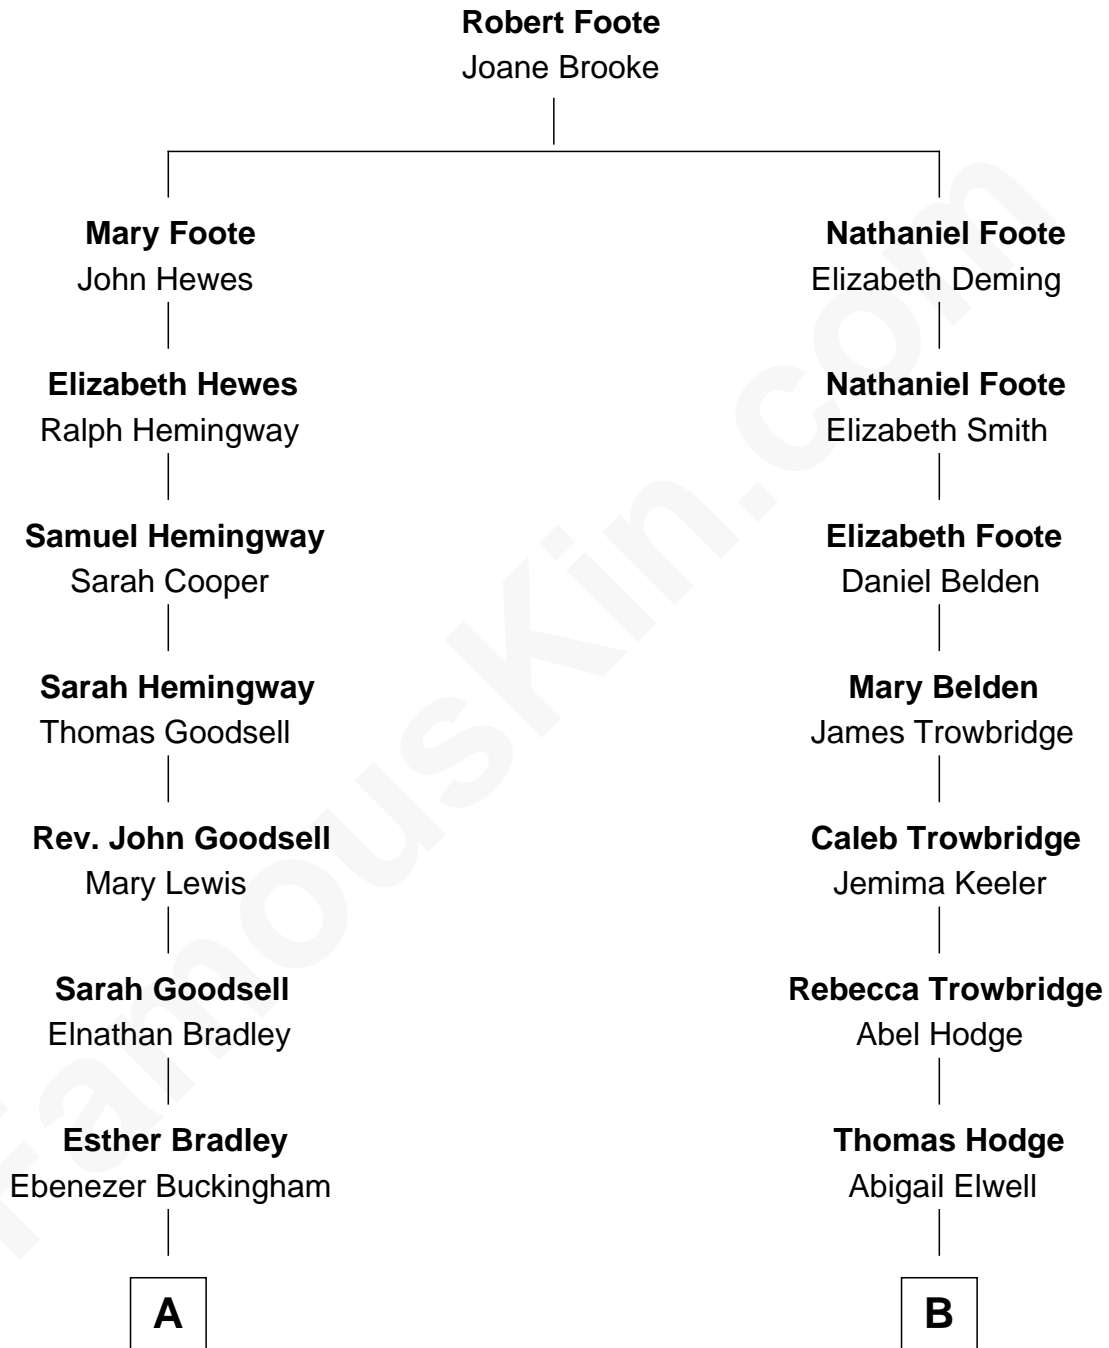 Robert Foote
Joane Brooke
Mary Foote
John Hewes
Nathaniel Foote
Elizabeth Deming
Elizabeth Hewes
Ralph Hemingway
Nathaniel Foote
Elizabeth Smith
Samuel Hemingway
Sarah Cooper
Elizabeth Foote
Daniel Belden
Sarah Hemingway
Thomas Goodsell
Mary Belden
James Trowbridge
Rev. John Goodsell
Mary Lewis
Caleb Trowbridge
Jemima Keeler
Sarah Goodsell
Elnathan Bradley
Rebecca Trowbridge
Abel Hodge
Esther Bradley
Ebenezer Buckingham
Thomas Hodge
Abigail Elwell
A
B
FamousKin.com